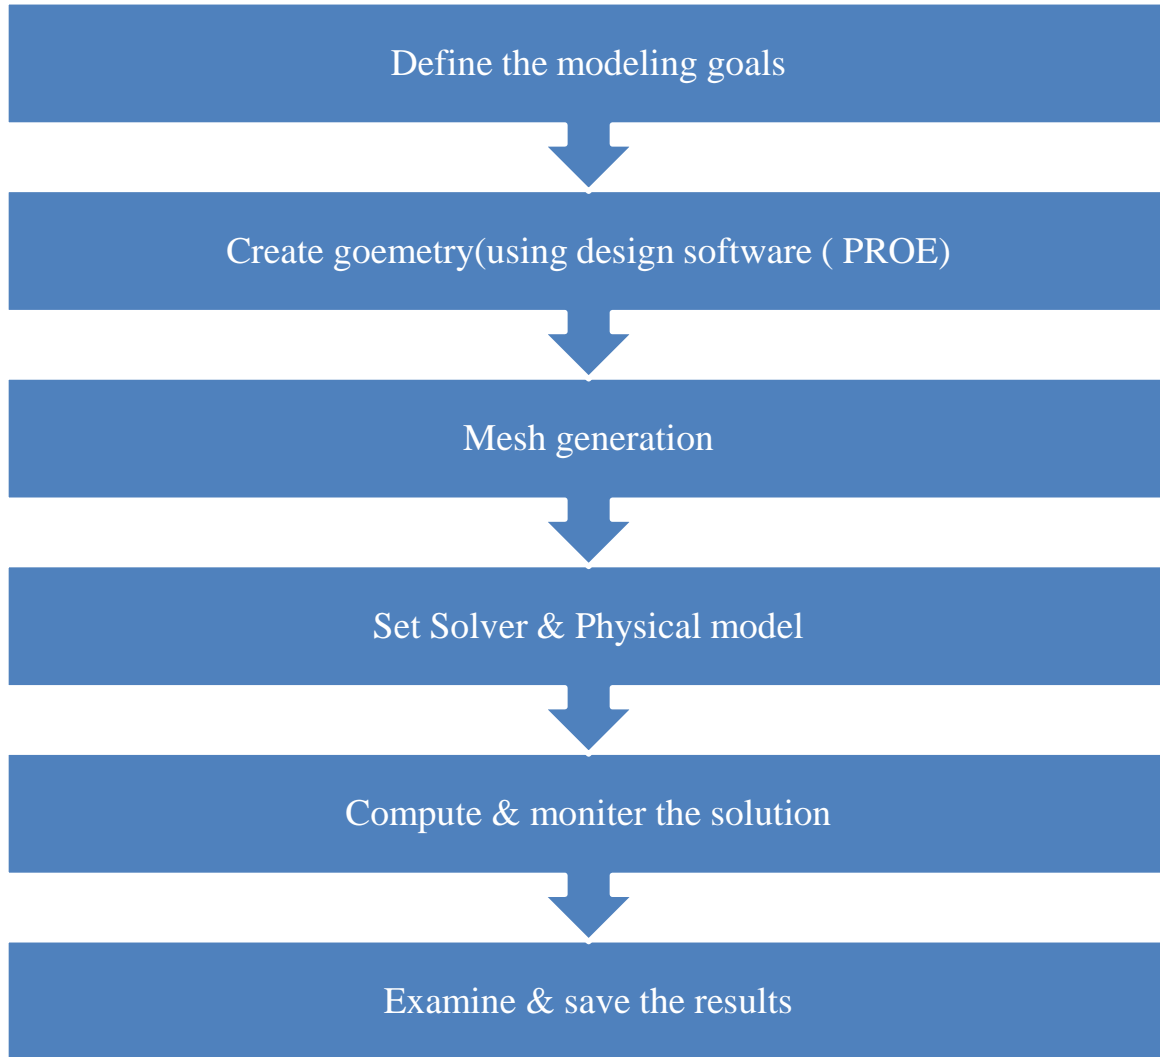 Define the modeling goals
Create goemetry(using design software ( PROE)
Mesh generation
Set Solver & Physical model
Compute & moniter the solution
Examine & save the results